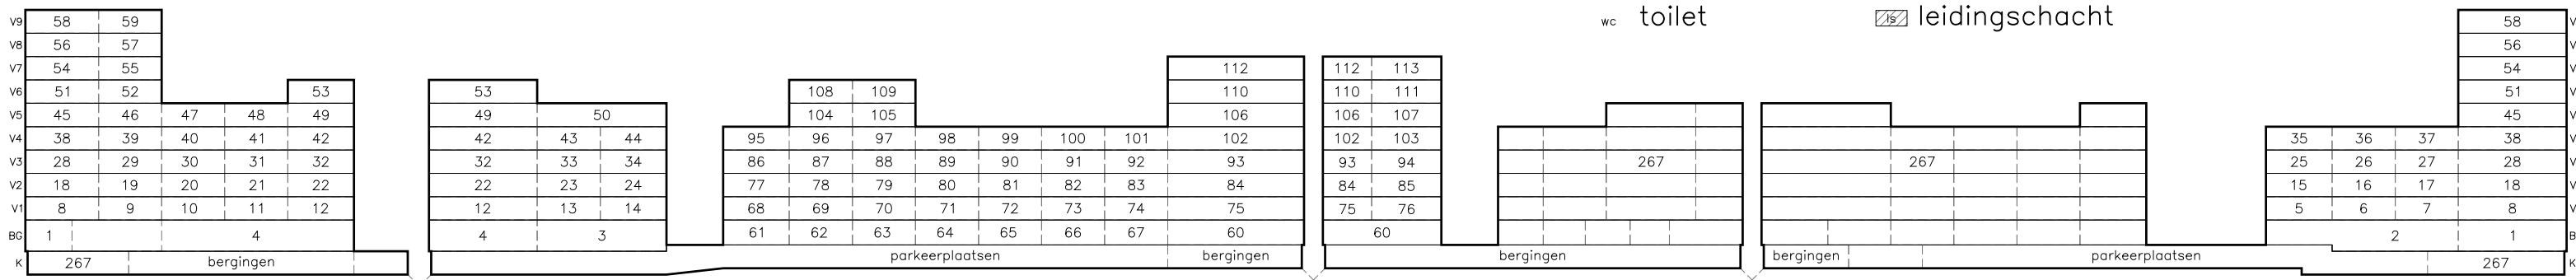 wc toilet ls leidingschacht
V9 58 59 58 V
V8 56 57 56 V
V7 54 55 112 112 113 54 V
V6 51 52 53 53 108 109 110 110 111 51 V
V5 45 46 47 48 49 49 50 104 105 106 106 107 45 V
V4 38 39 40 41 42 42 43 44 95 96 97 98 99 100 101 102 102 103 35 36 37 38 V
V3 28 29 30 31 32 32 33 34 86 87 88 89 90 91 92 93 93 94 267 267 25 26 27 28 V
V2 18 19 20 21 22 22 23 24 77 78 79 80 81 82 83 84 84 85 15 16 17 18 V
V1 8 9 10 11 12 12 13 14 68 69 70 71 72 73 74 75 75 76 5 6 7 8 V
BG 1 4 4 3 61 62 63 64 65 66 67 60 60 2 1 B
K 267 bergingen parkeerplaatsen bergingen bergingen bergingen parkeerplaatsen 267 K